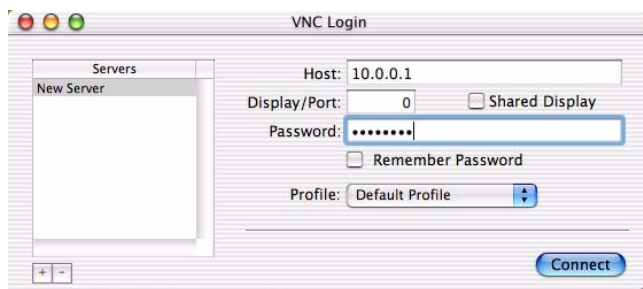 VNC Login
Servers
New Server
Host: 10.0.0.1
Display/Port: 0 Shared Display
Password: ••••••••
Remember Password
Profile: Default Profile
+ -
Connect